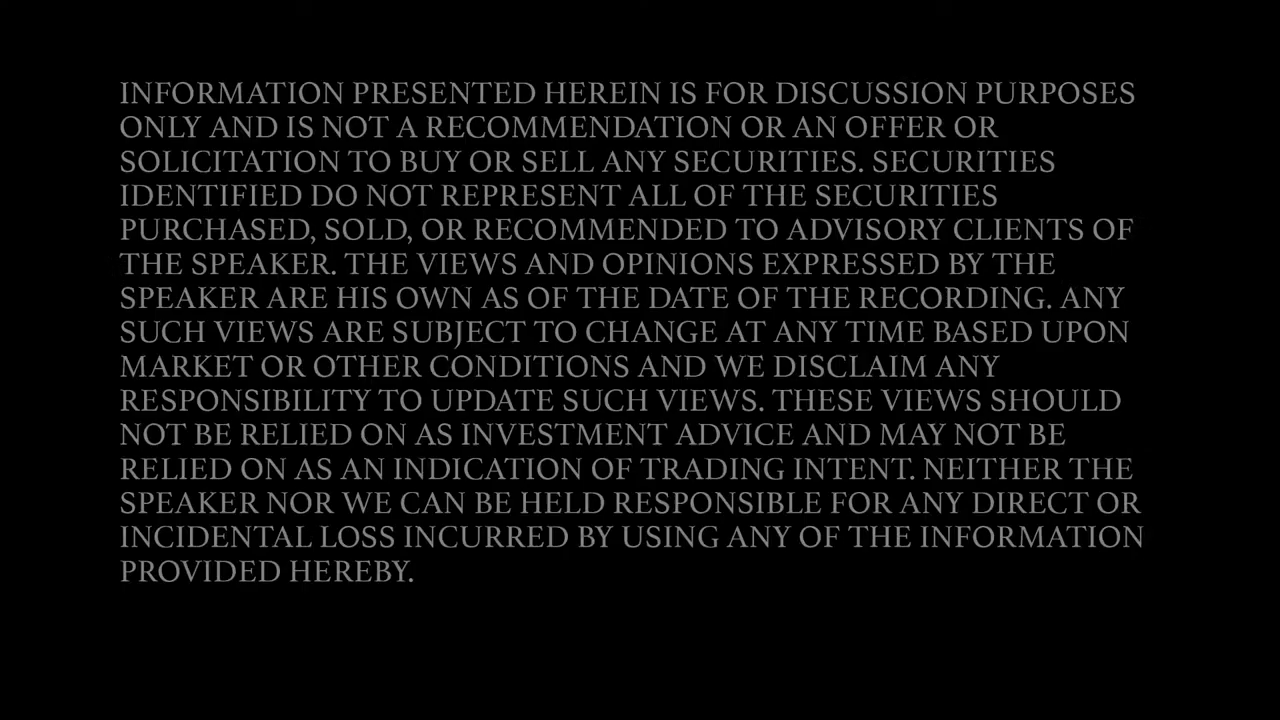 INFORMATION PRESENTED HEREIN IS FOR DISCUSSION PURPOSES
ONLY AND IS NOT A RECOMMENDATION OR AN OFFER OR
SOLICITATION TO BUY OR SELL ANY SECURITIES. SECURITIES
IDENTIFIED DO NOT REPRESENT ALL OF THE SECURITIES
PURCHASED, SOLD, OR RECOMMENDED TO ADVISORY CLIENTS OF
THE SPEAKER. THE VIEWS AND OPINIONS EXPRESSED BY THE
SPEAKER ARE HIS OWN AS OF THE DATE OF THE RECORDING. ANY
SUCH VIEWS ARE SUBJECT TO CHANGE AT ANY TIME BASED UPON
MARKET OR OTHER CONDITIONS AND WE DISCLAIM ANY
RESPONSIBILITY TO UPDATE SUCH VIEWS. THESE VIEWS SHOULD
NOT BE RELIED ON AS INVESTMENT ADVICE AND MAY NOT BE
RELIED ON AS AN INDICATION OF TRADING INTENT. NEITHER THE
SPEAKER NOR WE CAN BE HELD RESPONSIBLE FOR ANY DIRECT OR
INCIDENTAL LOSS INCURRED BY USING ANY OF THE INFORMATION
PROVIDED HEREBY.